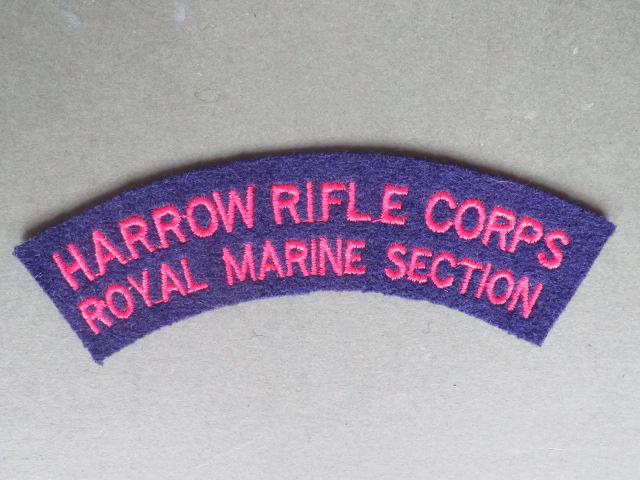 HARROW RIFLE CORPS
ROYAL MARINE SECTION